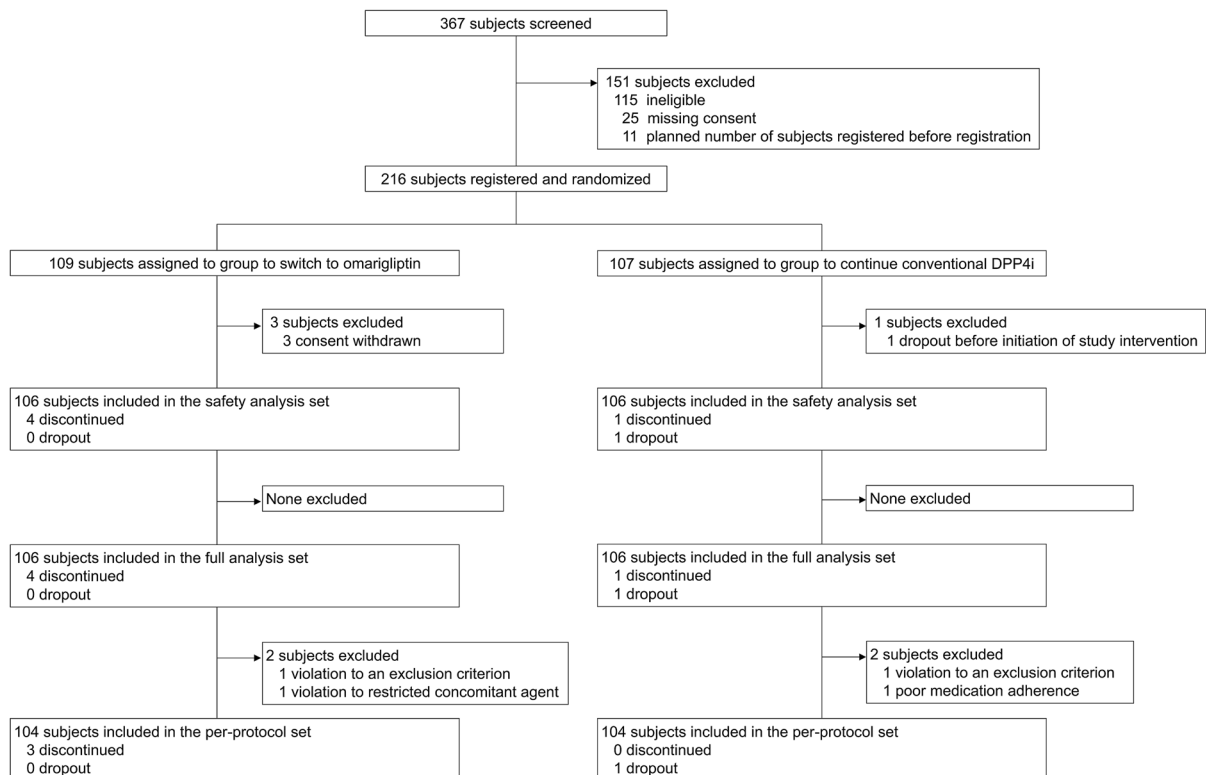 367 subjects screened
151 subjects excluded
115 ineligible
25 missing consent
11 planned number of subjects registered before registration
216 subjects registered and randomized
109 subjects assigned to group to switch to omarigliptin
107 subjects assigned to group to continue conventional DPP4i
3 subjects excluded
3 consent withdrawn
1 subjects excluded
1 dropout before initiation of study intervention
106 subjects included in the safety analysis set
4 discontinued
0 dropout
106 subjects included in the safety analysis set
1 discontinued
1 dropout
None excluded
None excluded
106 subjects included in the full analysis set
4 discontinued
0 dropout
106 subjects included in the full analysis set
1 discontinued
1 dropout
2 subjects excluded
1 violation to an exclusion criterion
1 violation to restricted concomitant agent
2 subjects excluded
1 violation to an exclusion criterion
1 poor medication adherence
104 subjects included in the per-protocol set
3 discontinued
0 dropout
104 subjects included in the per-protocol set
0 discontinued
1 dropout